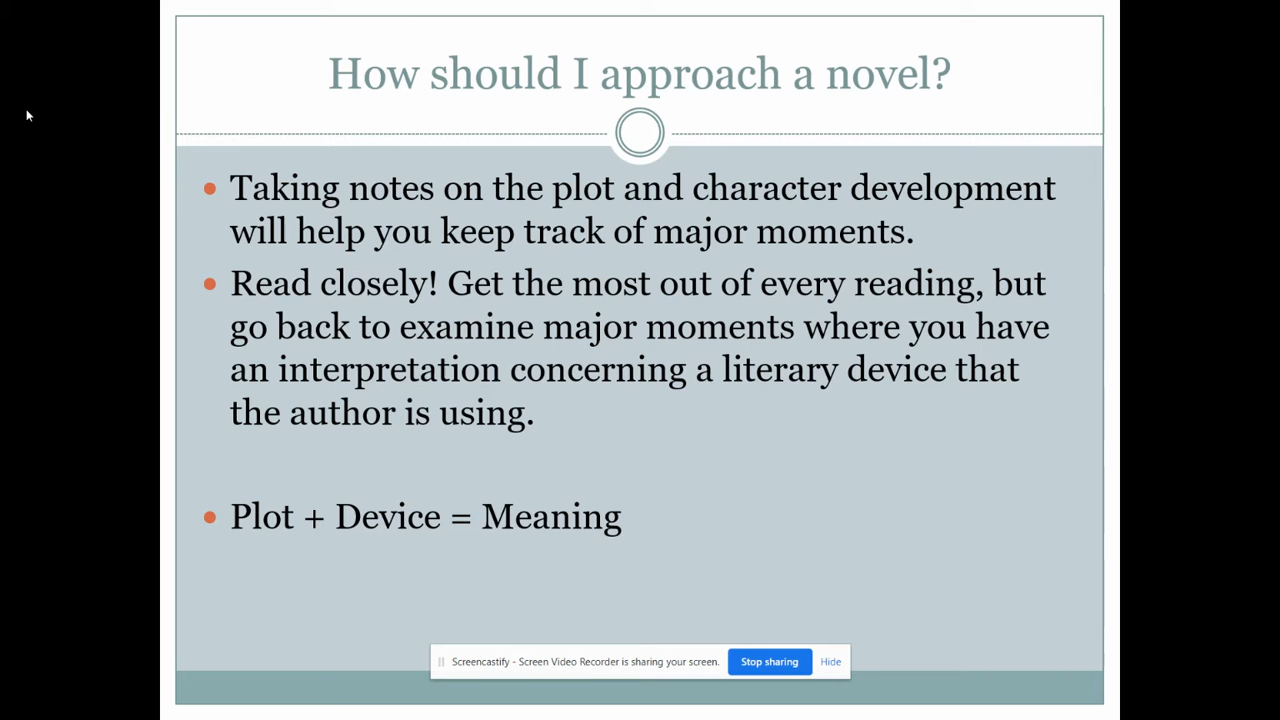 How should I approach a novel?
• Taking notes on the plot and character development
will help you keep track of major moments.
• Read closely! Get the most out of every reading, but
go back to examine major moments where you have
an interpretation concerning a literary device that
the author is using.
• Plot + Device = Meaning
Screencastify - Screen Video Recorder is sharing your screen. Stop sharing Hide